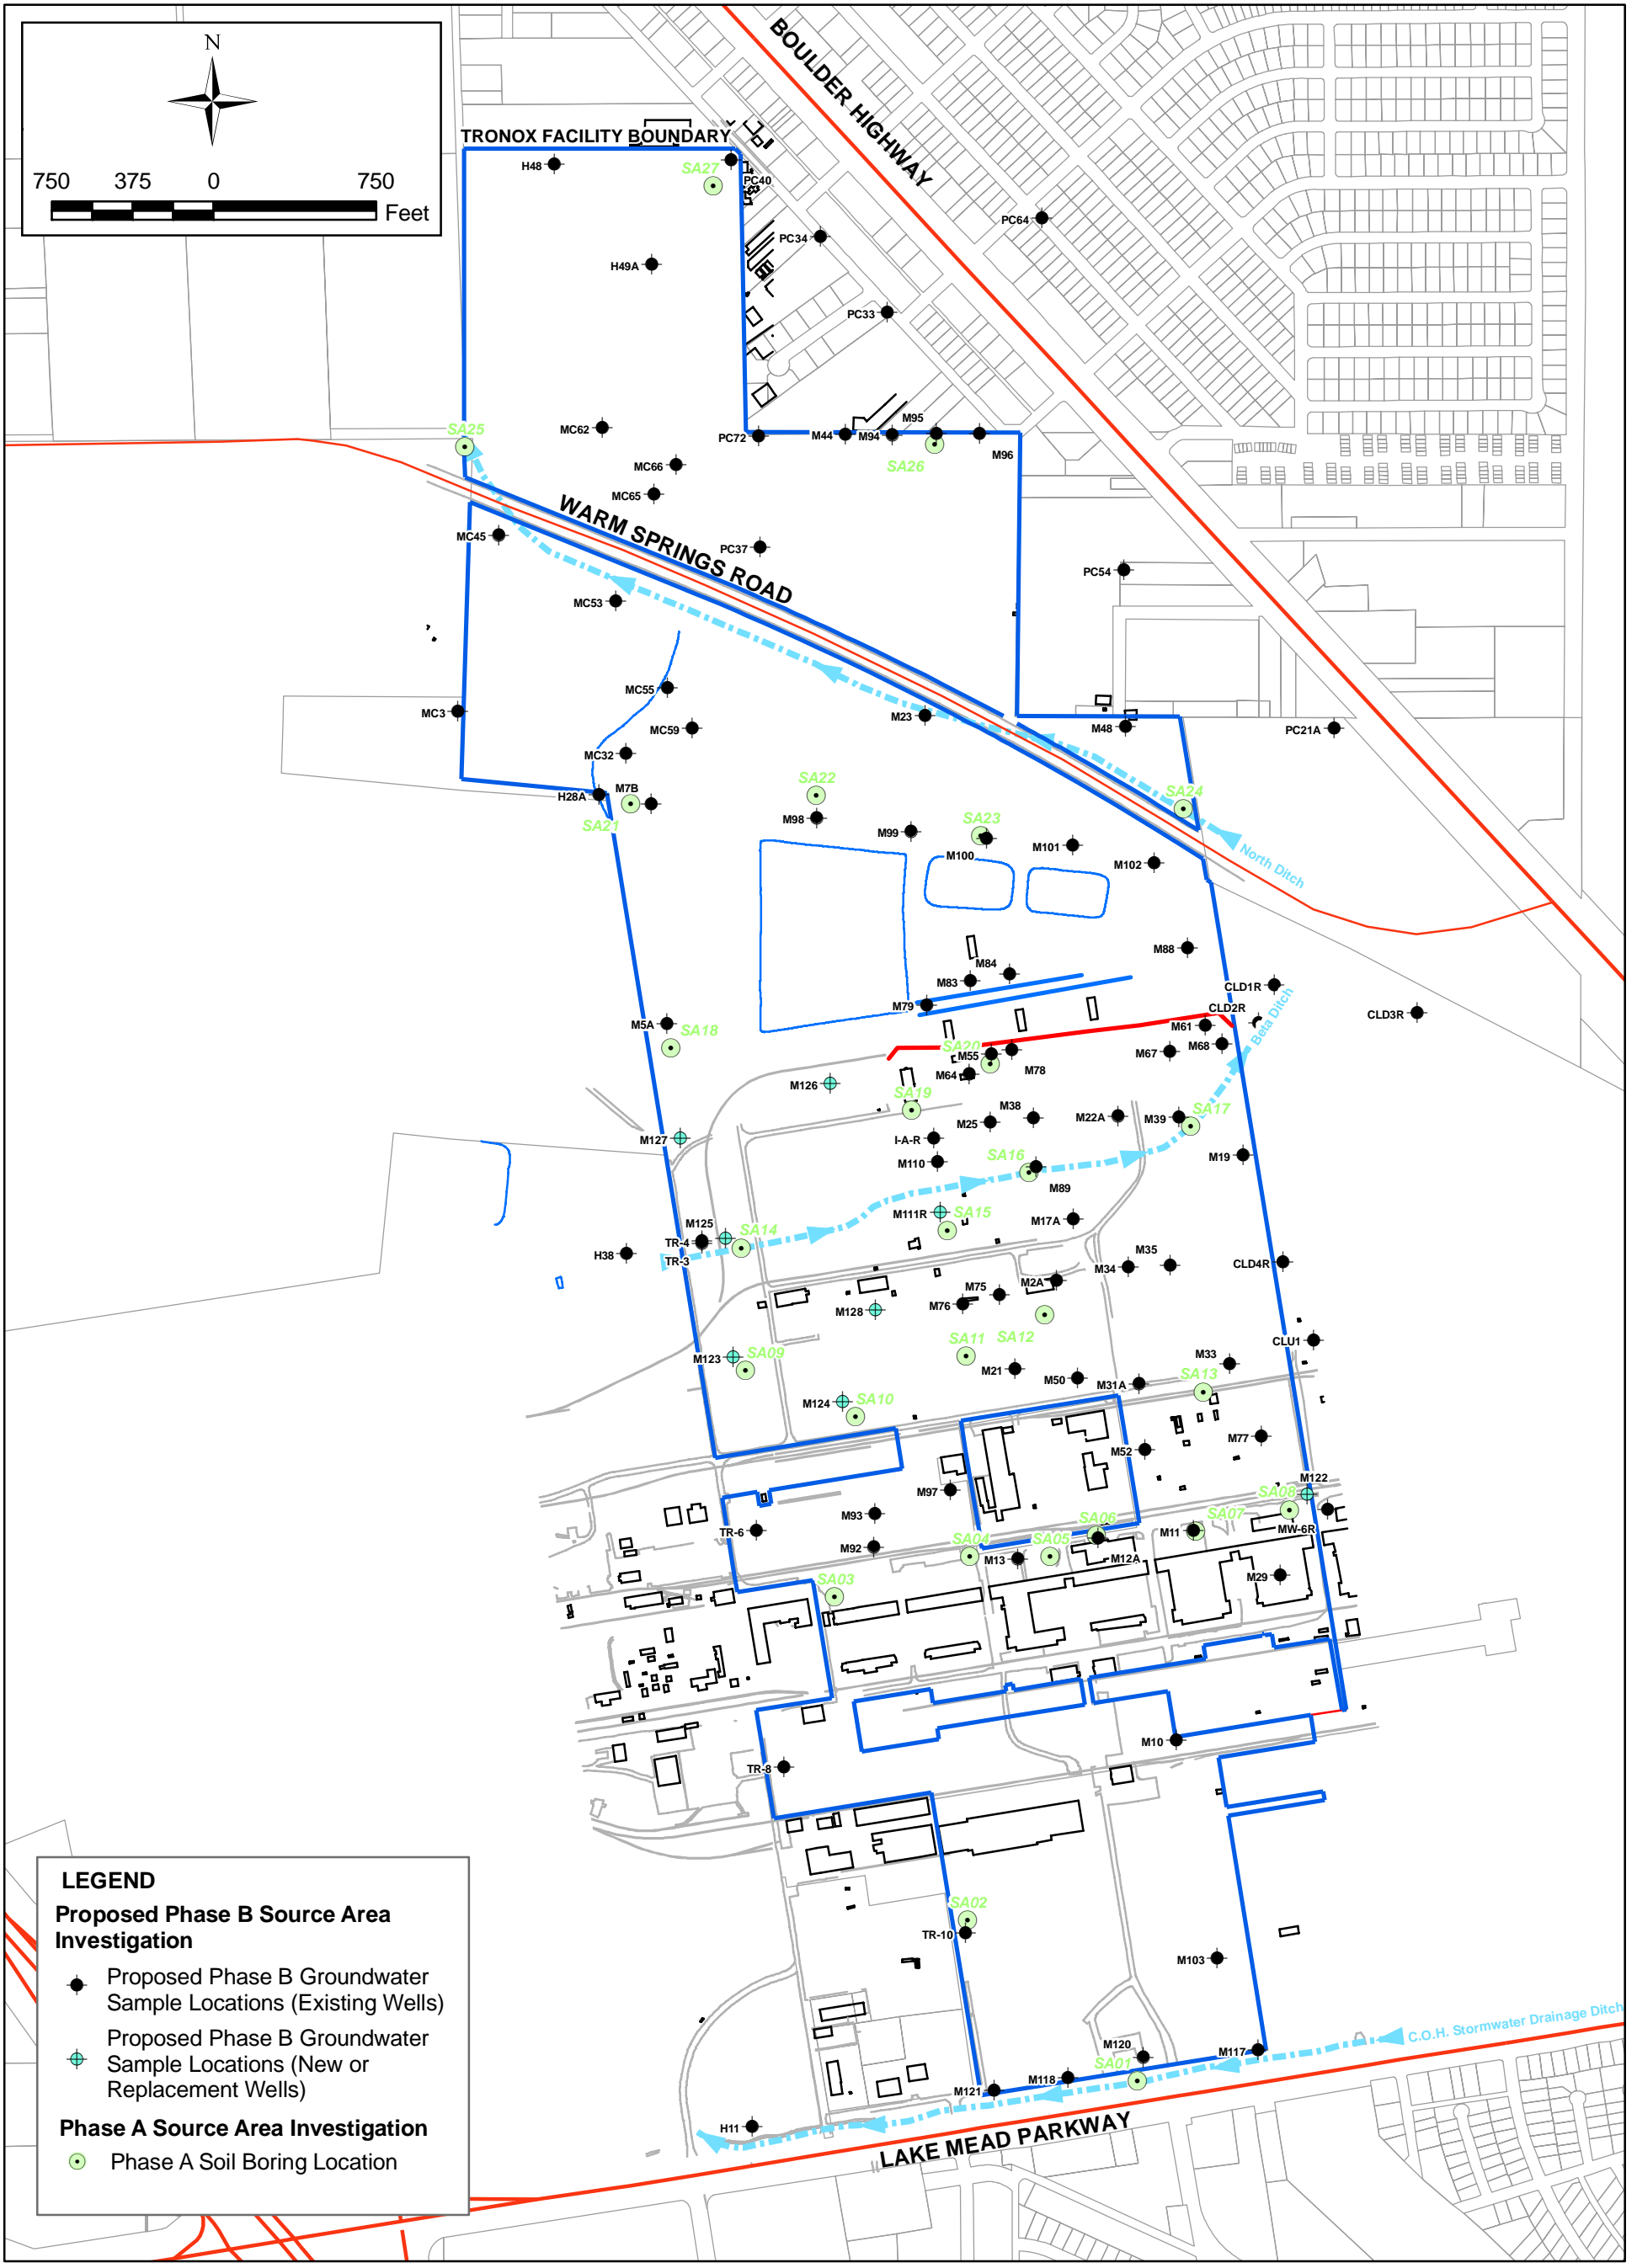 N
750 375 0 750
Feet
BOULDER HIGHWAY
TRONOX FACILITY BOUNDARY
H48
SA27
PC40
PC64
PC34
H49A
PC33
SA25
MC62
PC72
M44
M94
M95
SA26
M96
MC66
MC65
WARM SPRINGS ROAD
MC45
PC37
PC54
MC53
MC55
MC3
MC59
M23
M48
PC21A
MC32
H28A
M7B
SA21
SA22
M98
SA24
SA23
M99
M100
M101
M102
North Ditch
M88
M84
M83
M79
CLD1R
CLD2R
CLD3R
Beta Ditch
M5A
SA18
M61
M68
M67
SA20
M55
M78
M64
M126
SA19
M38
M25
M22A
M39
SA17
M127
I-A-R
M110
SA16
M89
M19
M111R
SA15
M17A
M125
SA14
TR-4
TR-3
H38
M35
M34
CLD4R
M2A
M75
M76
M128
SA11
SA12
CLU1
M123
SA09
M21
M50
M31A
M33
SA13
M124
SA10
M52
M77
M97
M122
SA08
MW-6R
M93
TR-6
M92
SA04
SA05
SA06
M11
SA07
M13
M12A
M29
SA03
M10
TR-8
SA02
TR-10
M103
C.O.H. Stormwater Drainage Ditch
M120
SA01
M117
M118
M121
H11
LAKE MEAD PARKWAY
LEGEND
Proposed Phase B Source Area
Investigation
Proposed Phase B Groundwater
Sample Locations (Existing Wells)
Proposed Phase B Groundwater
Sample Locations (New or
Replacement Wells)
Phase A Source Area Investigation
Phase A Soil Boring Location